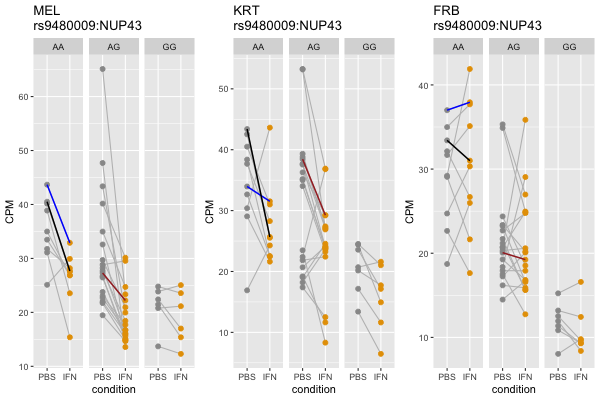 MEL
rs9480009:NUP43
AA AG GG
CPM
60
50
40
30
20
10
PBS IFN PBS IFN PBS IFN
condition
KRT
rs9480009:NUP43
AA AG GG
CPM
50
40
30
20
10
PBS IFN PBS IFN PBS IFN
condition
FRB
rs9480009:NUP43
AA AG GG
CPM
40
30
20
10
PBS IFN PBS IFN PBS IFN
condition